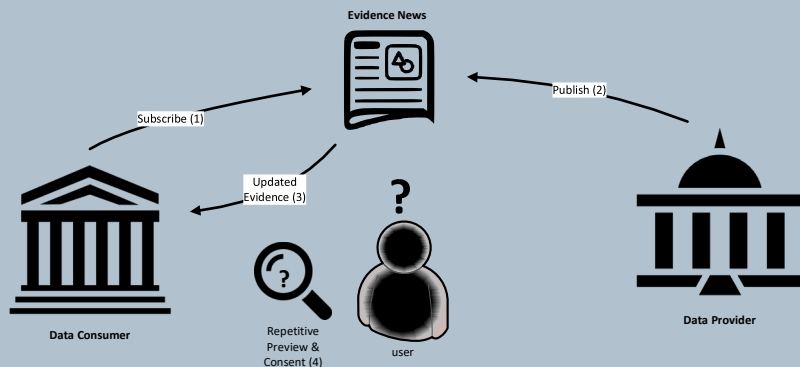 Evidence News
Subscribe (1)
Publish (2)
Updated
Evidence (3)
?
?
Repetitive
Preview &
Consent (4)
user
Data Consumer
Data Provider